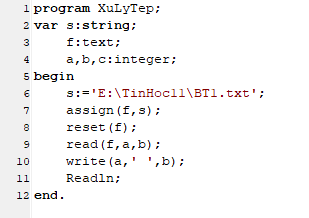 1 program XuLyTep;
2 var s:string;
3 f:text;
4 a,b,c:integer;
5 begin
6 s:='E:\TinHoc11\BT1.txt';
7 assign(f,s);
8 reset(f);
9 read(f,a,b);
10 write(a,' ',b);
11 Readln;
12 end.